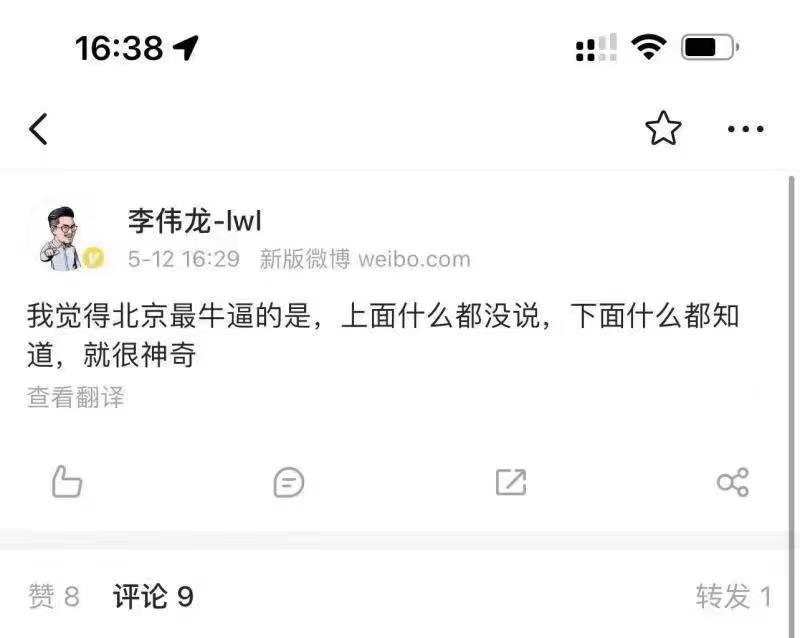 16:38
李伟龙-lwl
5-12 16:29 新版微博 weibo.com
我觉得北京最牛逼的是，上面什么都没说，下面什么都知
道，就很神奇
查看翻译
赞 8 评论 9 转发 1